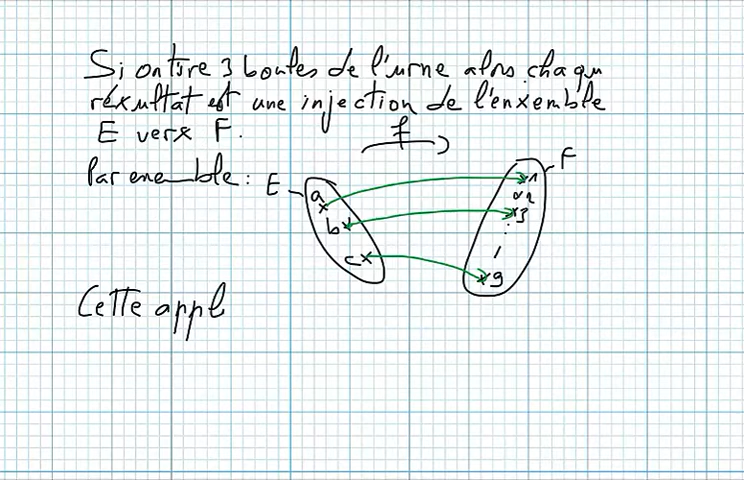 Si on tire 3 boules de l'urne alors chaqu
résultat est une injection de l'ensemble
E vers F.
f
Par exemple : E
F
a
b
c
1
2
3
9
Cette appl